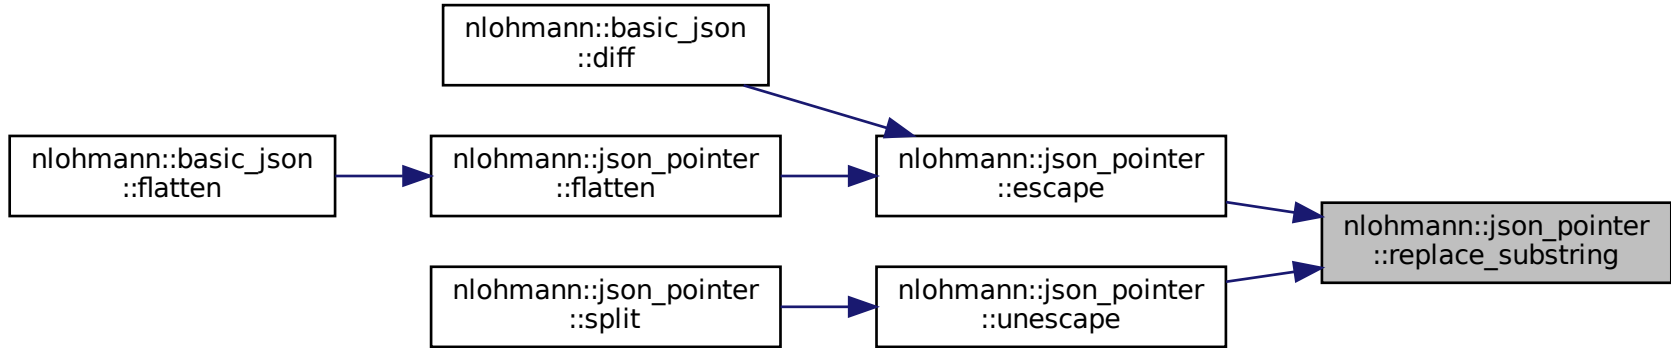 nlohmann::basic_json
::diff
nlohmann::basic_json
::flatten
nlohmann::json_pointer
::flatten
nlohmann::json_pointer
::escape
nlohmann::json_pointer
::replace_substring
nlohmann::json_pointer
::split
nlohmann::json_pointer
::unescape